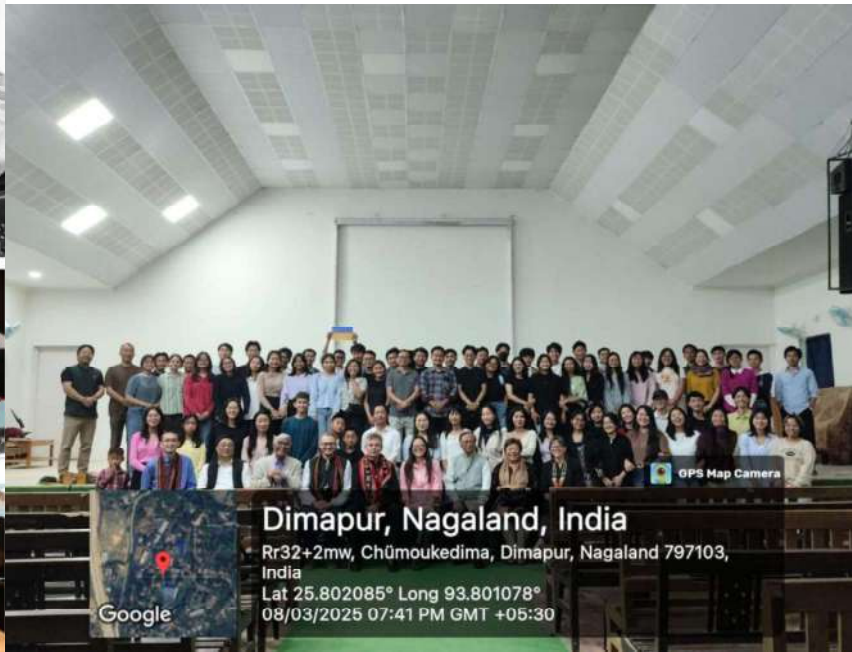 GPS Map Camera
Dimapur, Nagaland, India
Rr32+2mw, Chümoukedima, Dimapur, Nagaland 797103,
India
Lat 25.802085° Long 93.801078°
08/03/2025 07:41 PM GMT +05:30
Google